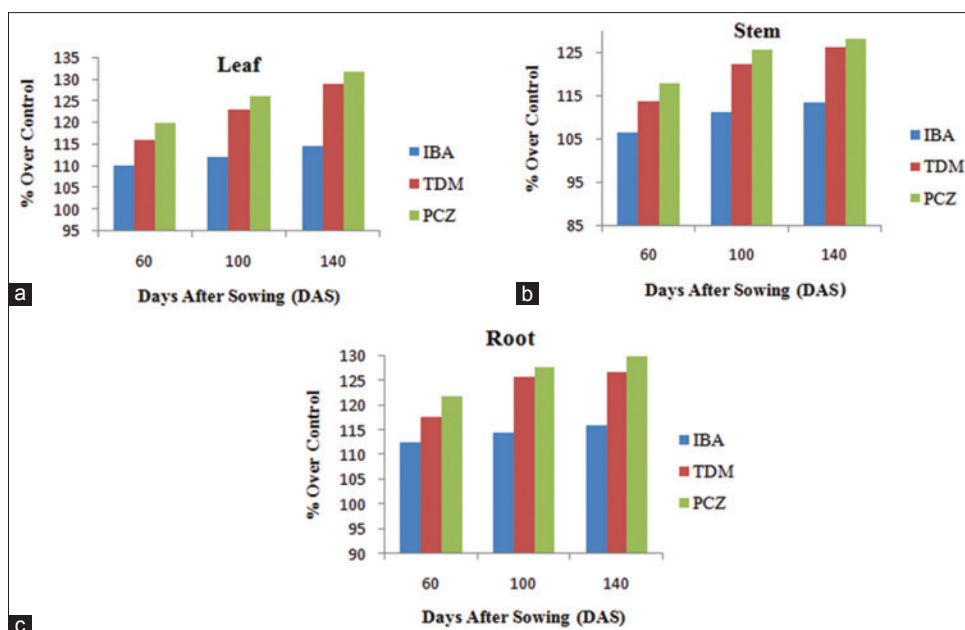 Leaf
% Over Control
135
130
125
120
115
110
105
100
95
60 100 140
Days After Sowing (DAS)
IBA
TDM
PCZ
a
Stem
% Over Control
125
115
105
95
85
60 100 140
Days After Sowing (DAS)
IBA
TDM
PCZ
b
Root
% Over Control
130
125
120
115
110
105
100
95
90
60 100 140
Days After Sowing (DAS)
IBA
TDM
PCZ
c